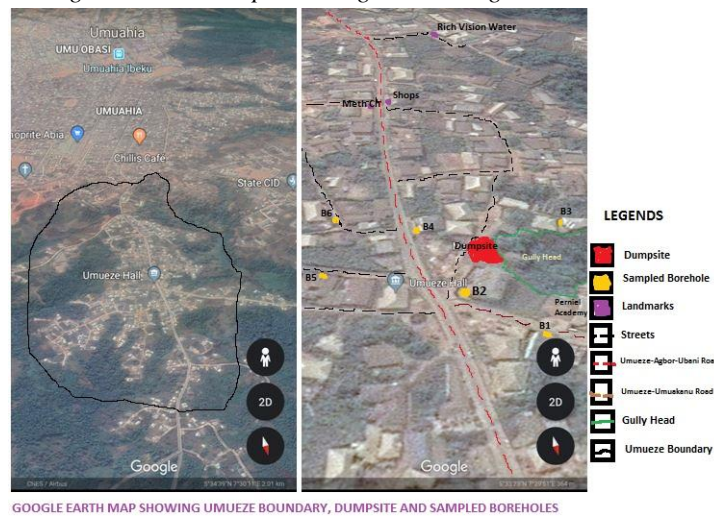 Umuahia
UMU OBASI
Umuahia Ibeku
UMUAHIA
noprite Abia
Chillis Café
State CID
Umueze Hall
2D
Google
Rich Vision Water
Meth Ch
Shops
B6
B4
B3
Dumpsite
Gully Head
B5
Umueze Hall
B2
Perniel
Academy
B1
2D
Google
LEGENDS
Dumpsite
Sampled Borehole
Landmarks
Streets
Umueze-Agbor-Ubani Roa
Umueze-Umuakanu Road
Gully Head
Umueze Boundary
GOOGLE EARTH MAP SHOWING UMUEZE BOUNDARY, DUMPSITE AND SAMPLED BOREHOLES